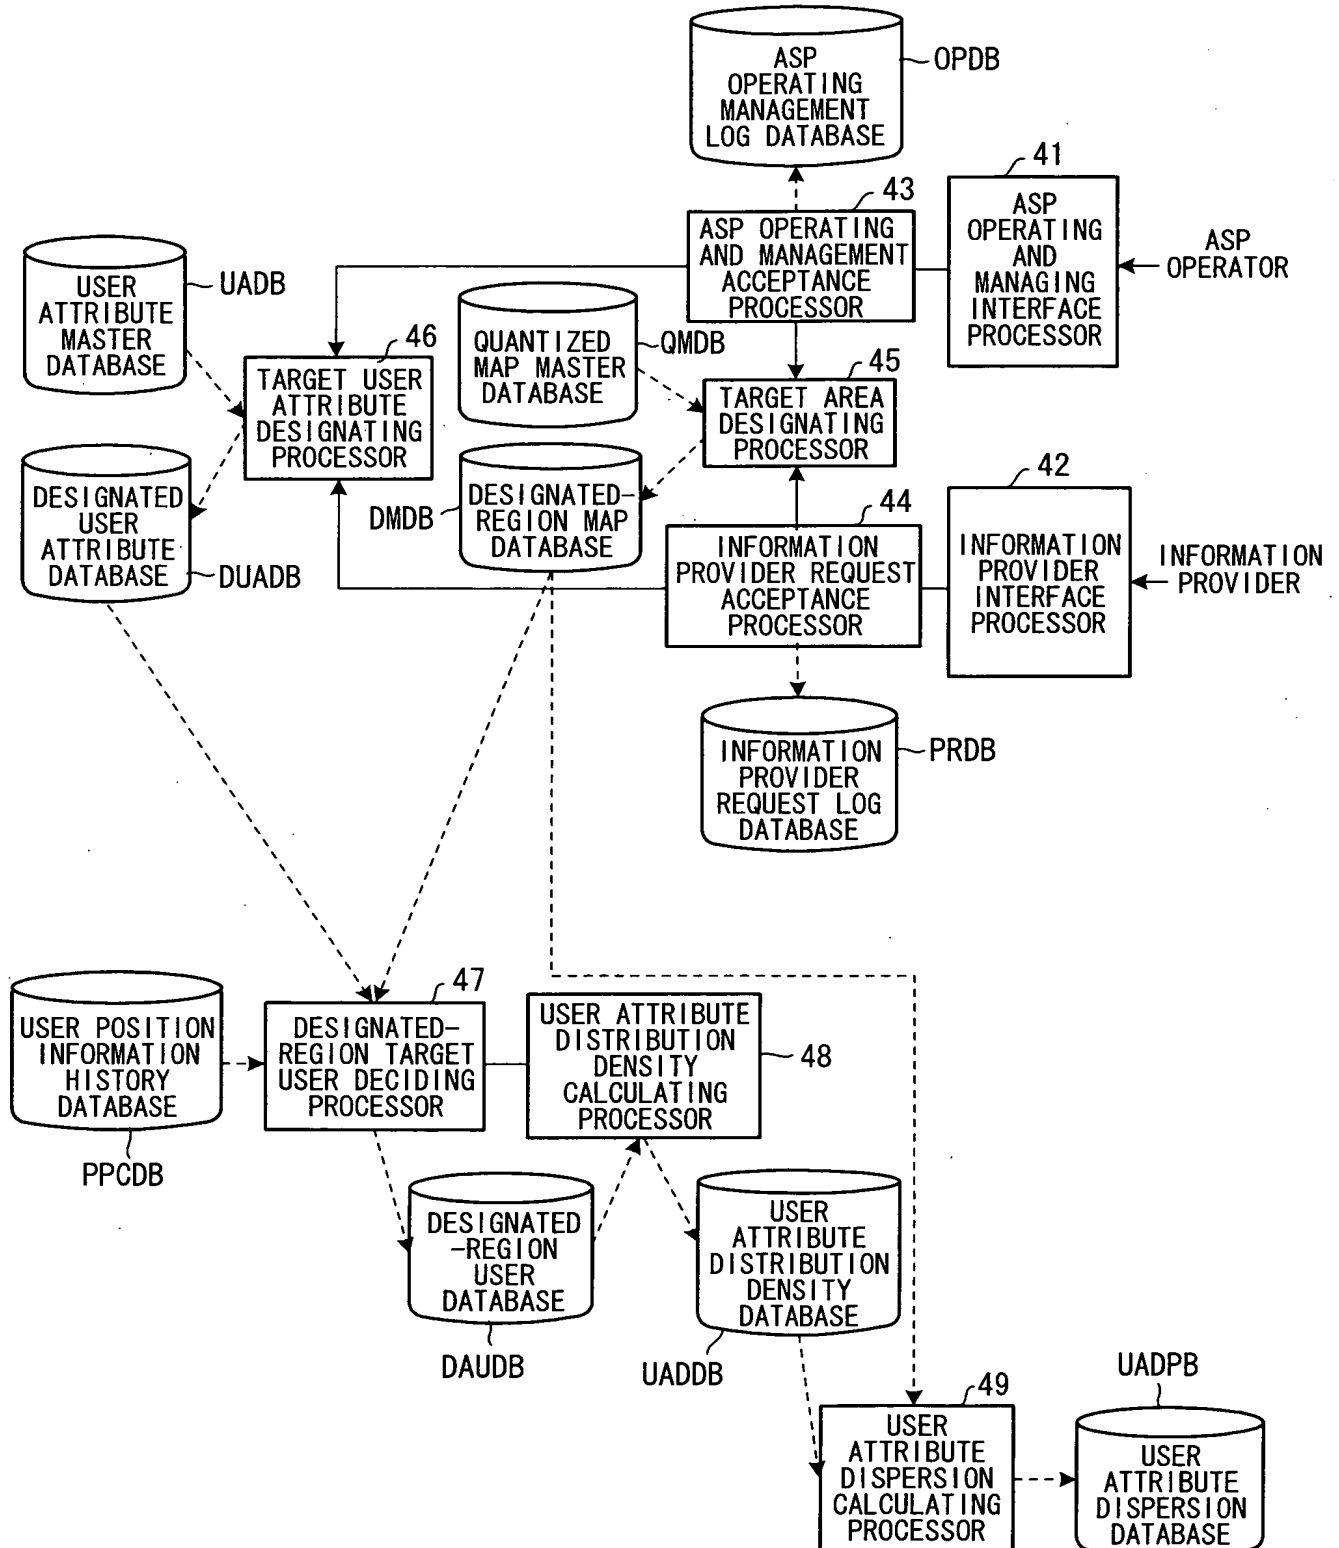 ASP
OPERATING
MANAGEMENT
LOG DATABASE
OPDB
41
ASP
OPERATING
AND
MANAGING
INTERFACE
PROCESSOR
ASP
OPERATOR
43
ASP OPERATING
AND MANAGEMENT
ACCEPTANCE
PROCESSOR
USER
ATTRIBUTE
MASTER
DATABASE
UADB
46
TARGET USER
ATTRIBUTE
DESIGNATING
PROCESSOR
QUANTIZED
MAP MASTER
DATABASE
QMDB
45
TARGET AREA
DESIGNATING
PROCESSOR
DESIGNATED
USER
ATTRIBUTE
DATABASE
DUADB
DMDB
DESIGNATED-
REGION MAP
DATABASE
44
INFORMATION
PROVIDER REQUEST
ACCEPTANCE
PROCESSOR
42
INFORMATION
PROVIDER
INTERFACE
PROCESSOR
INFORMATION
PROVIDER
INFORMATION
PROVIDER
REQUEST LOG
DATABASE
PRDB
USER POSITION
INFORMATION
HISTORY
DATABASE
PPCDB
47
DESIGNATED-
REGION TARGET
USER DECIDING
PROCESSOR
USER ATTRIBUTE
DISTRIBUTION
DENSITY
CALCULATING
PROCESSOR
48
DESIGNATED
-REGION
USER
DATABASE
DAUDB
USER
ATTRIBUTE
DISTRIBUTION
DENSITY
DATABASE
UADDB
49
USER
ATTRIBUTE
DISPERSION
CALCULATING
PROCESSOR
UADPB
USER
ATTRIBUTE
DISPERSION
DATABASE